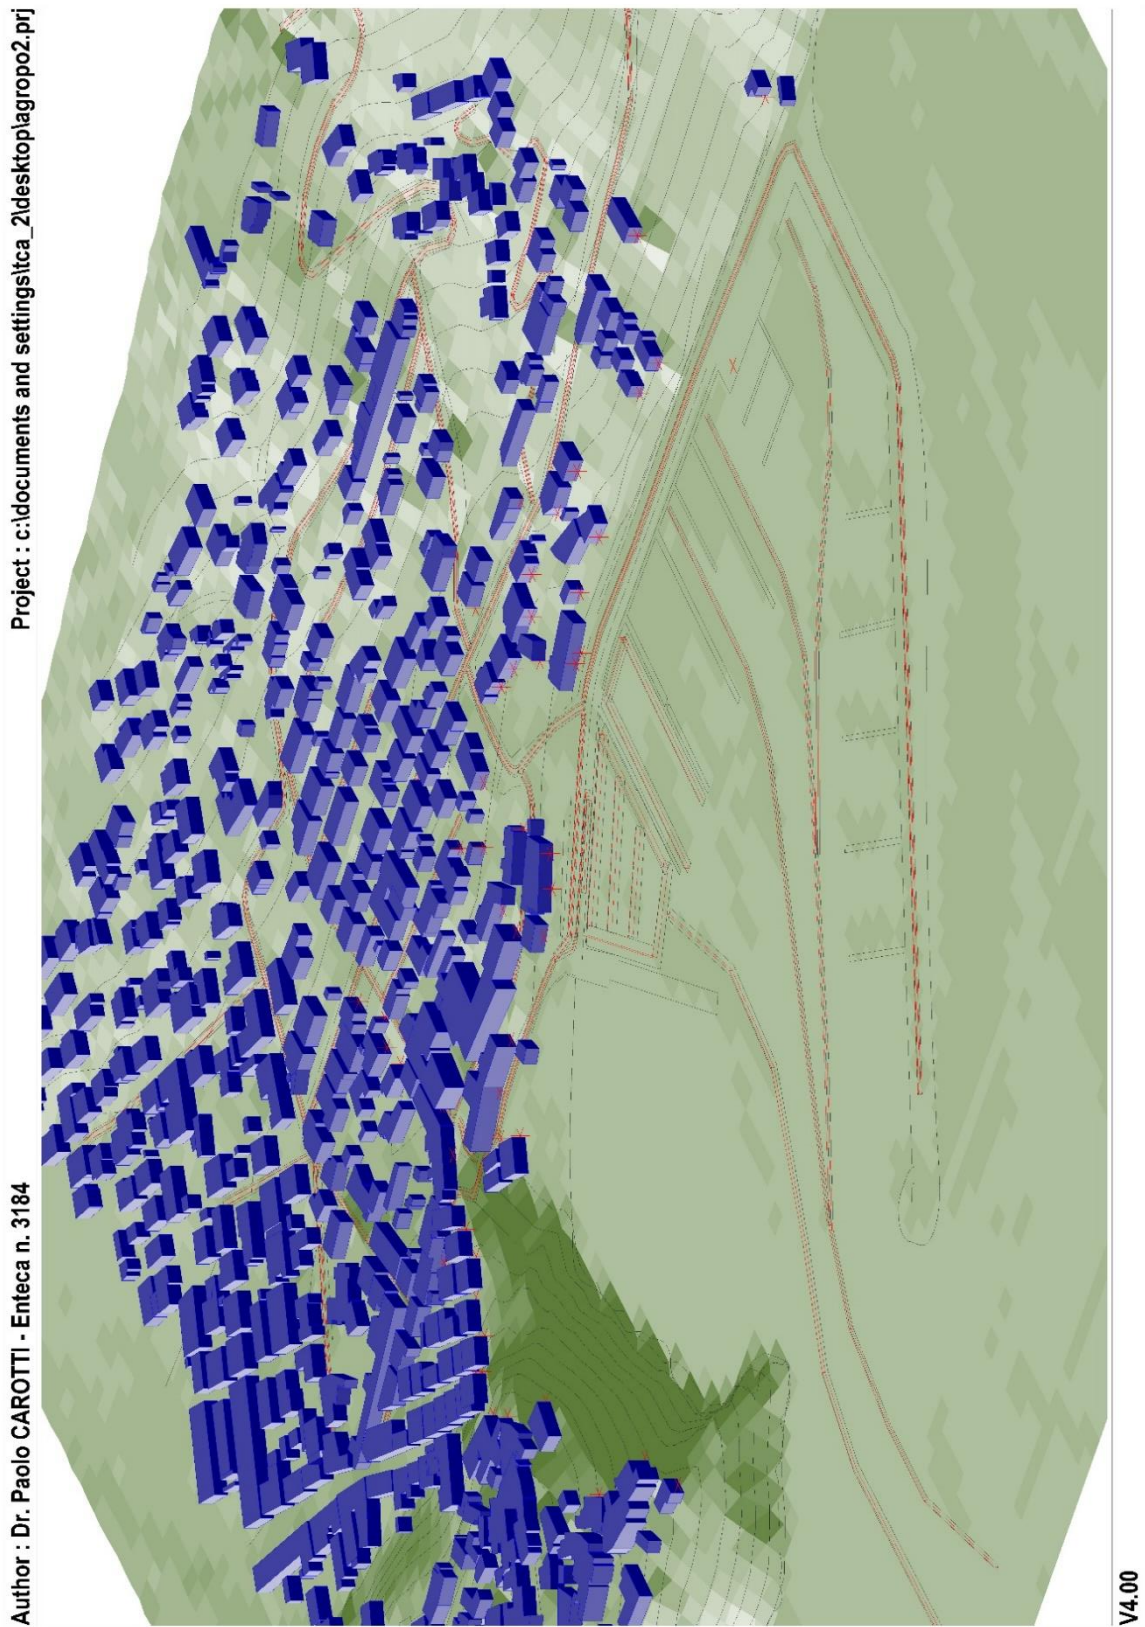 Author : Dr. Paolo CAROTTI - Enteca n. 3184
Project : c:\documents and settings\tca_2\desktop\agropo2.prj
V4.00